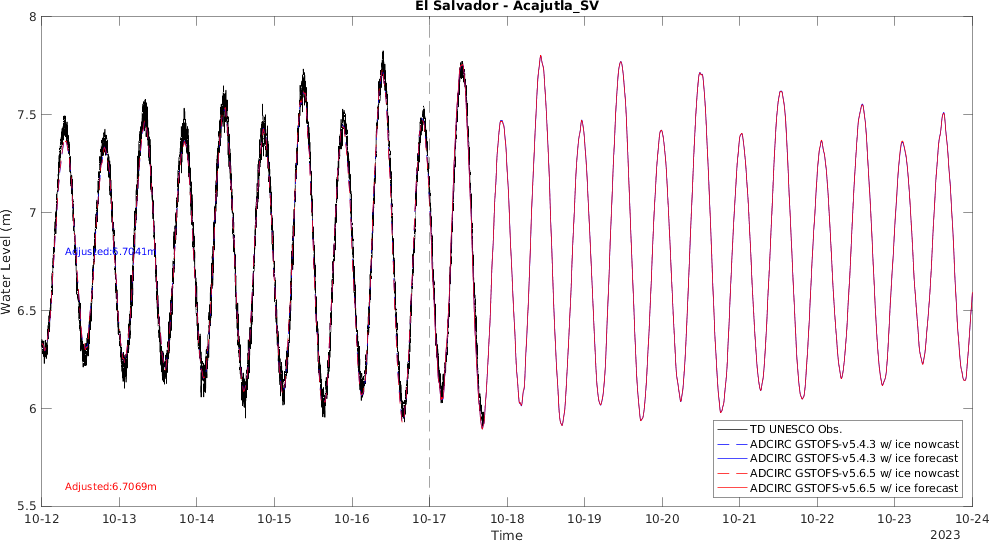 El Salvador - Acajutla_SV
8
7.5
7
6.5
6
5.5
Water Level (m)
Adjusted:6.7041m
Adjusted:6.7069m
TD UNESCO Obs.
ADCIRC GSTOFS-v5.4.3 w/ ice nowcast
ADCIRC GSTOFS-v5.4.3 w/ ice forecast
ADCIRC GSTOFS-v5.6.5 w/ ice nowcast
ADCIRC GSTOFS-v5.6.5 w/ ice forecast
10-12 10-13 10-14 10-15 10-16 10-17 10-18 10-19 10-20 10-21 10-22 10-23 10-24
Time
2023